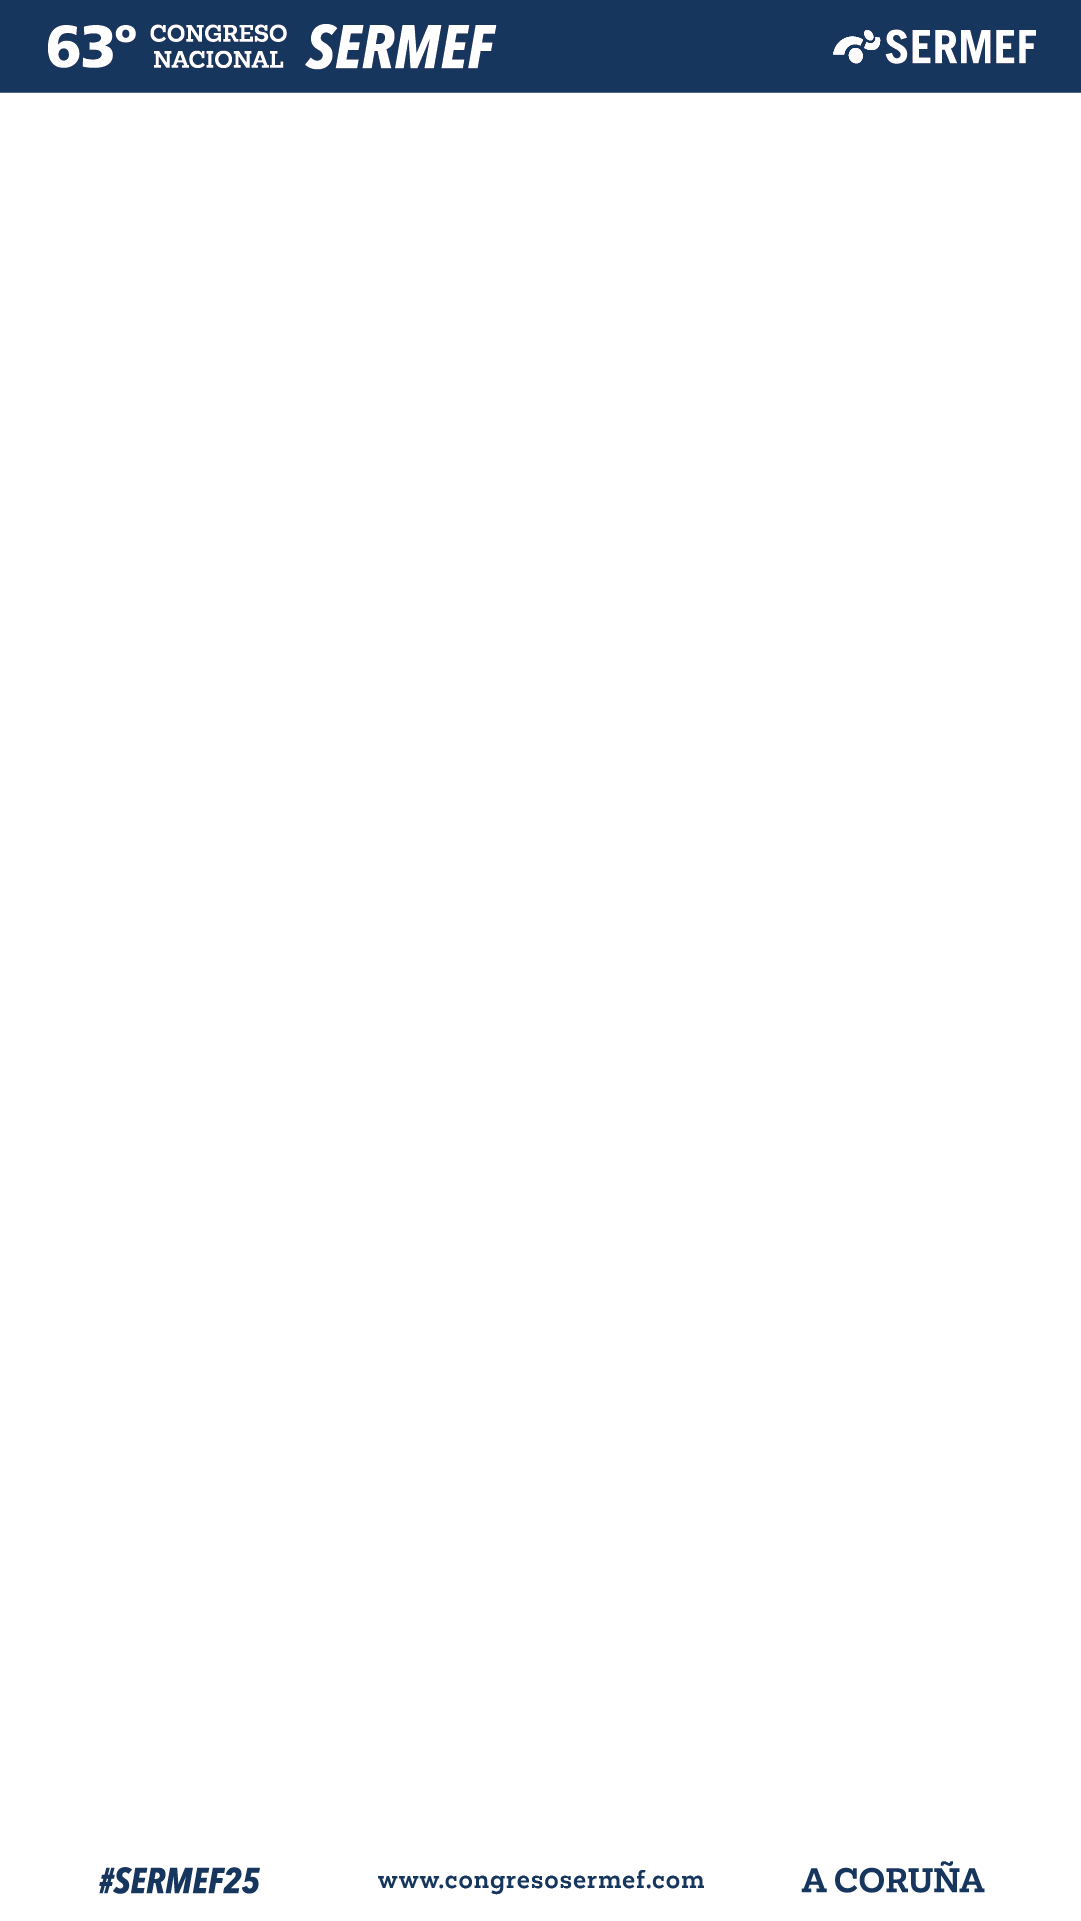 63º CONGRESO NACIONAL SERMEF
SERMEF
#SERMEF25
www.congresosermef.com
A CORUÑA